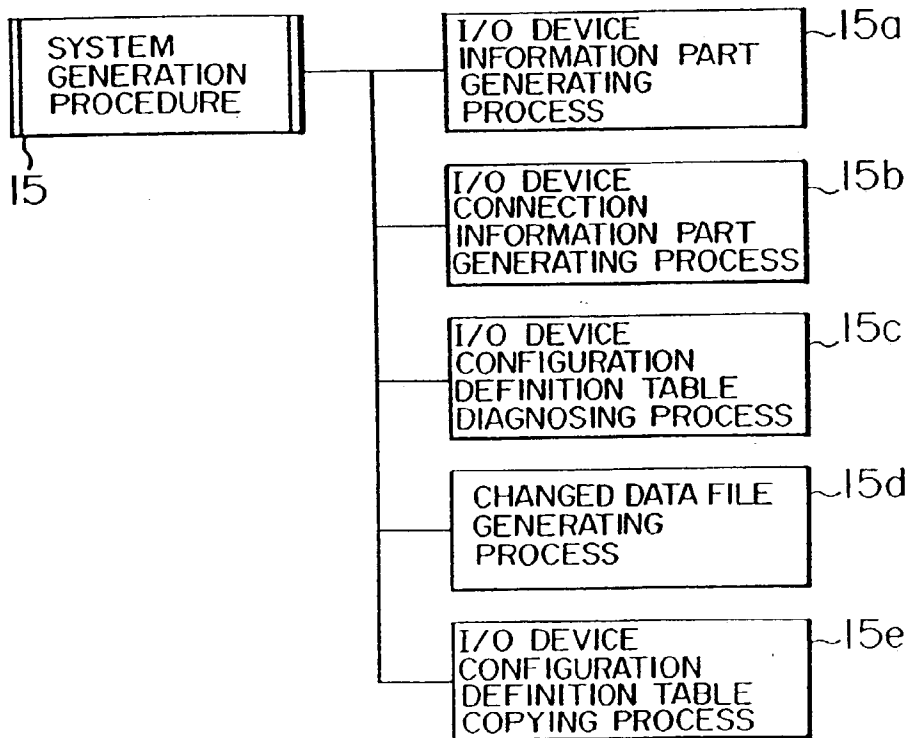 SYSTEM
GENERATION
PROCEDURE
15
I/O DEVICE
INFORMATION PART
GENERATING
PROCESS
15a
I/O DEVICE
CONNECTION
INFORMATION PART
GENERATING PROCESS
15b
I/O DEVICE
CONFIGURATION
DEFINITION TABLE
DIAGNOSING PROCESS
15c
CHANGED DATA FILE
GENERATING
PROCESS
15d
I/O DEVICE
CONFIGURATION
DEFINITION TABLE
COPYING PROCESS
15e